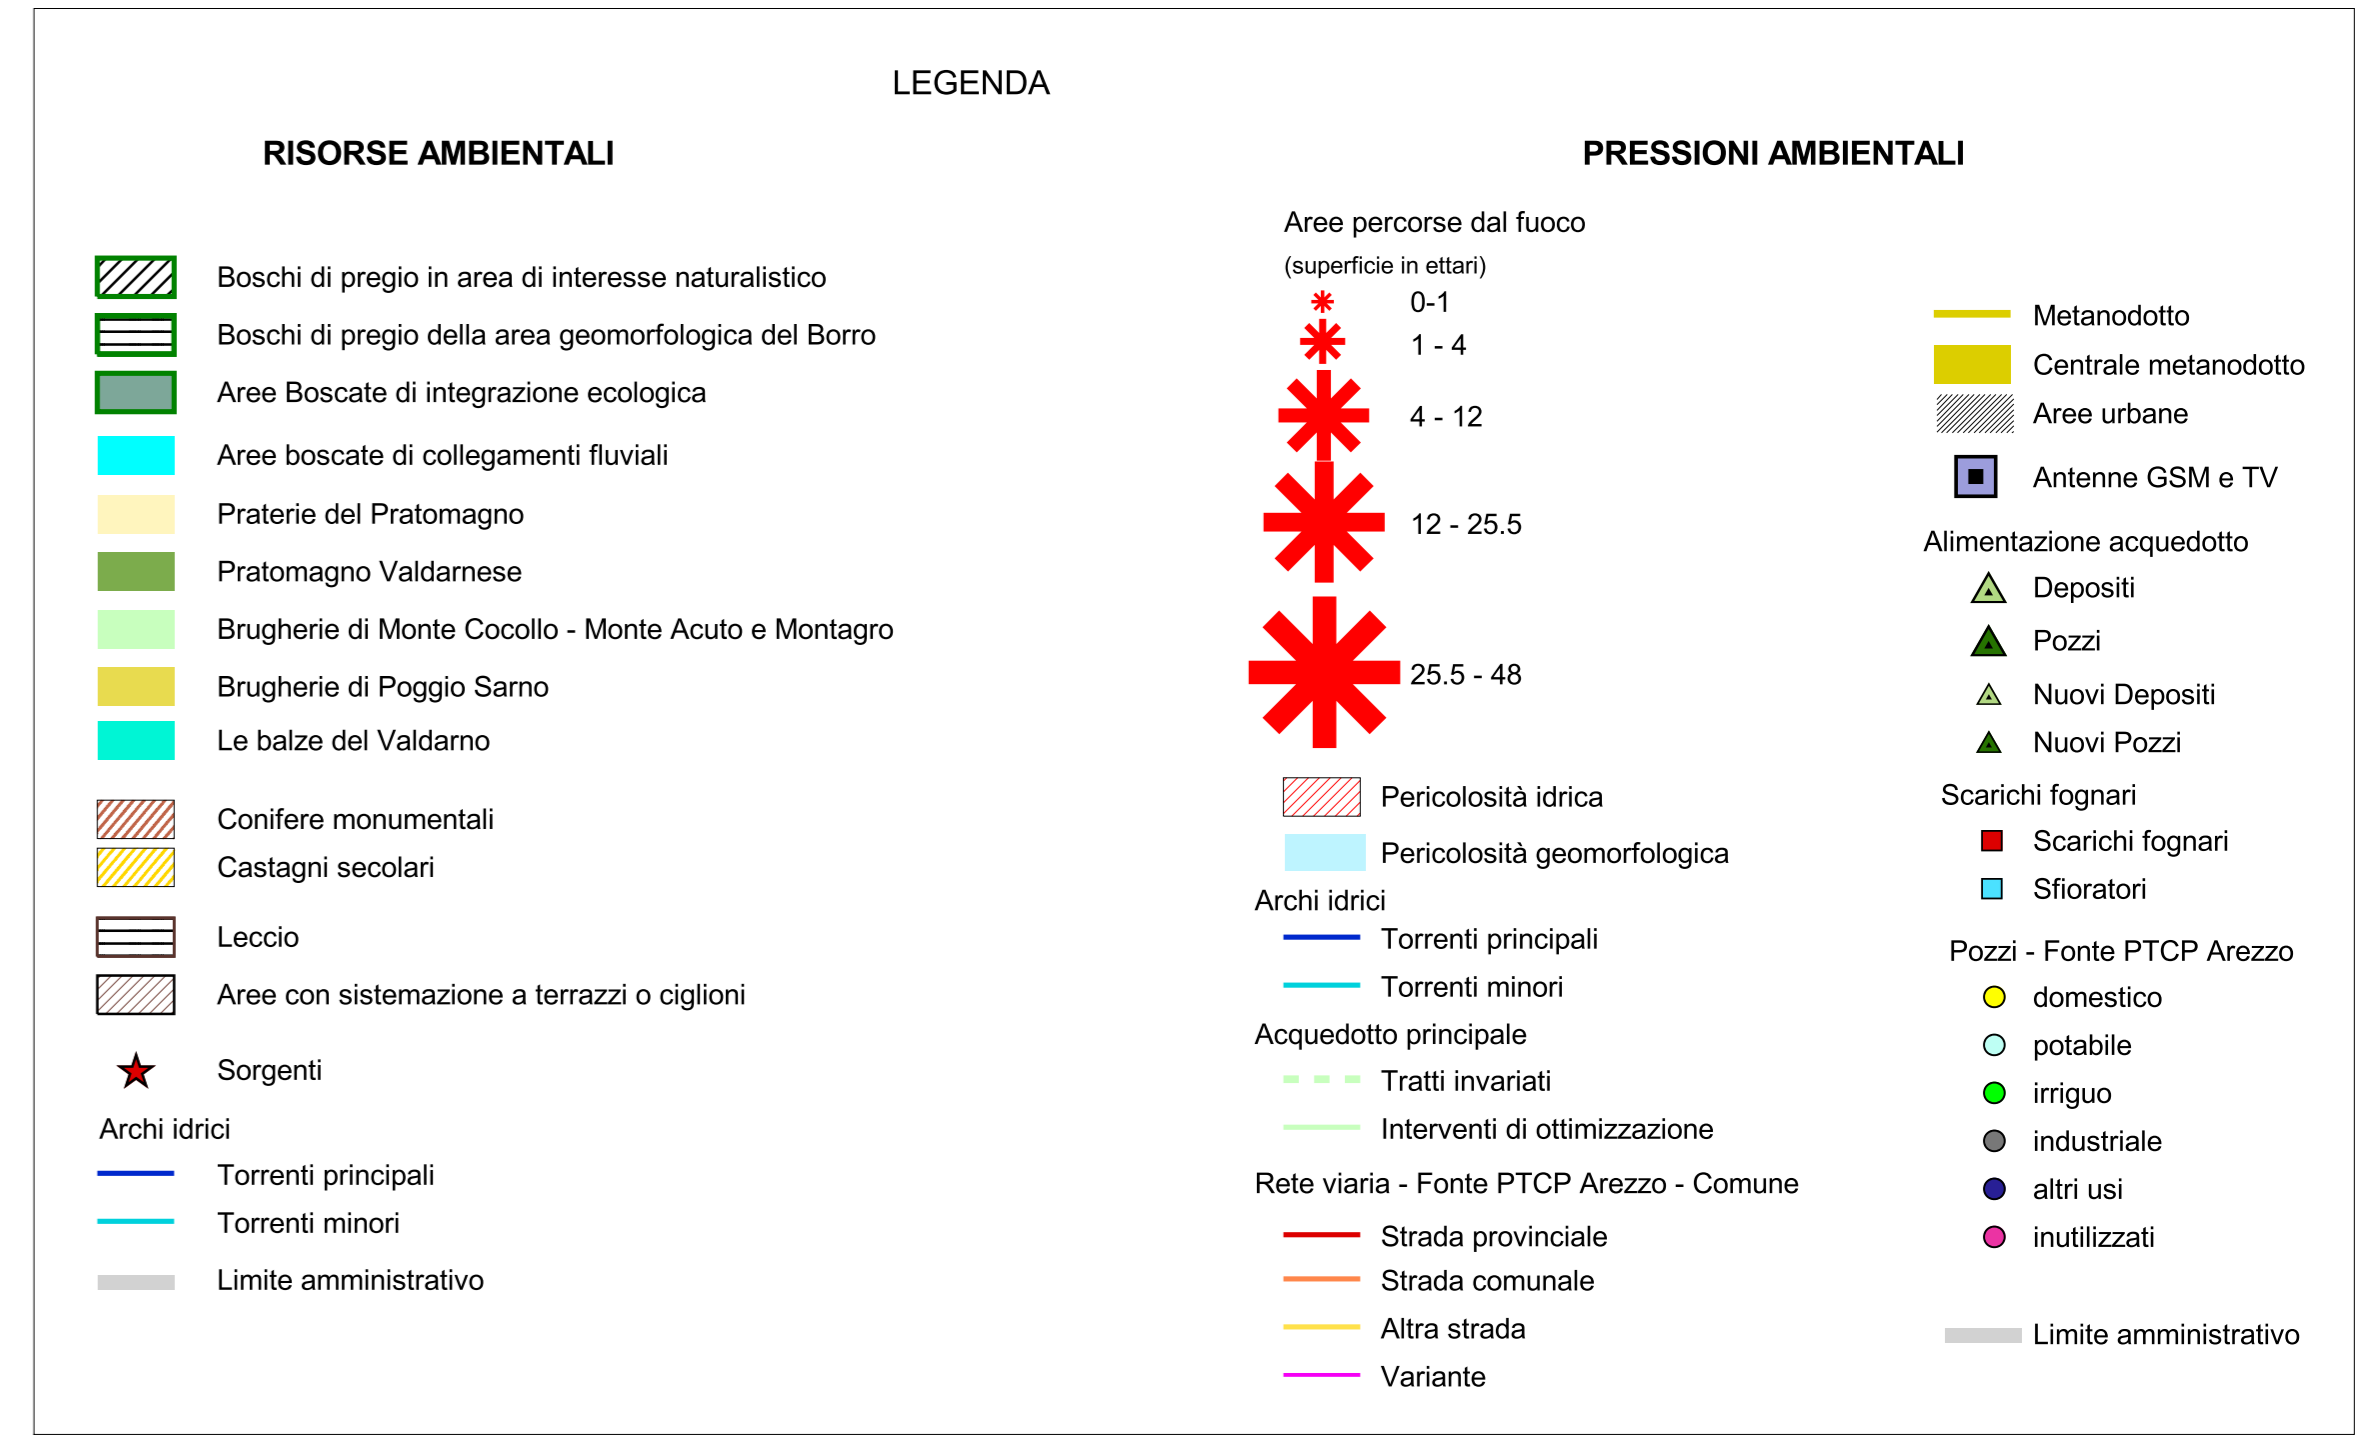 LEGENDA
RISORSE AMBIENTALI
Boschi di pregio in area di interesse naturalistico
Boschi di pregio della area geomorfologica del Borro
Aree Boscate di integrazione ecologica
Aree boscate di collegamenti fluviali
Praterie del Pratomagno
Pratomagno Valdarnese
Brugherie di Monte Cocollo - Monte Acuto e Montagro
Brugherie di Poggio Sarno
Le balze del Valdarno
Conifere monumentali
Castagni secolari
Leccio
Aree con sistemazione a terrazzi o ciglioni
Sorgenti
Archi idrici
Torrenti principali
Torrenti minori
Limite amministrativo
PRESSIONI AMBIENTALI
Aree percorse dal fuoco
(superficie in ettari)
0-1
1 - 4
4 - 12
12 - 25.5
25.5 - 48
Pericolosità idrica
Pericolosità geomorfologica
Archi idrici
Torrenti principali
Torrenti minori
Acquedotto principale
Tratti invariati
Interventi di ottimizzazione
Rete viaria - Fonte PTCP Arezzo - Comune
Strada provinciale
Strada comunale
Altra strada
Variante
Metanodotto
Centrale metanodotto
Aree urbane
Antenne GSM e TV
Alimentazione acquedotto
Depositi
Pozzi
Nuovi Depositi
Nuovi Pozzi
Scarichi fognari
Scarichi fognari
Sfioratori
Pozzi - Fonte PTCP Arezzo
domestico
potabile
irriguo
industriale
altri usi
inutilizzati
Limite amministrativo